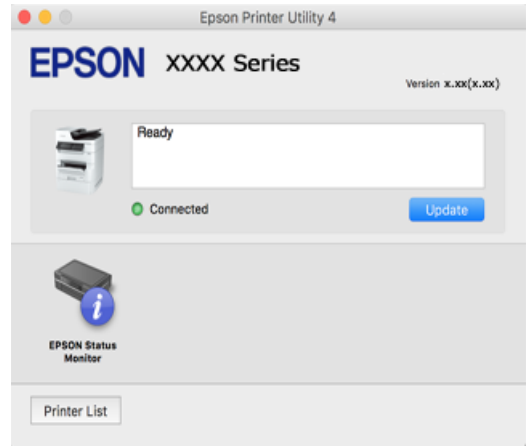 Epson Printer Utility 4
EPSON XXXX Series
Version x.xx(x.xx)
Ready
Connected
Update
EPSON Status
Monitor
Printer List